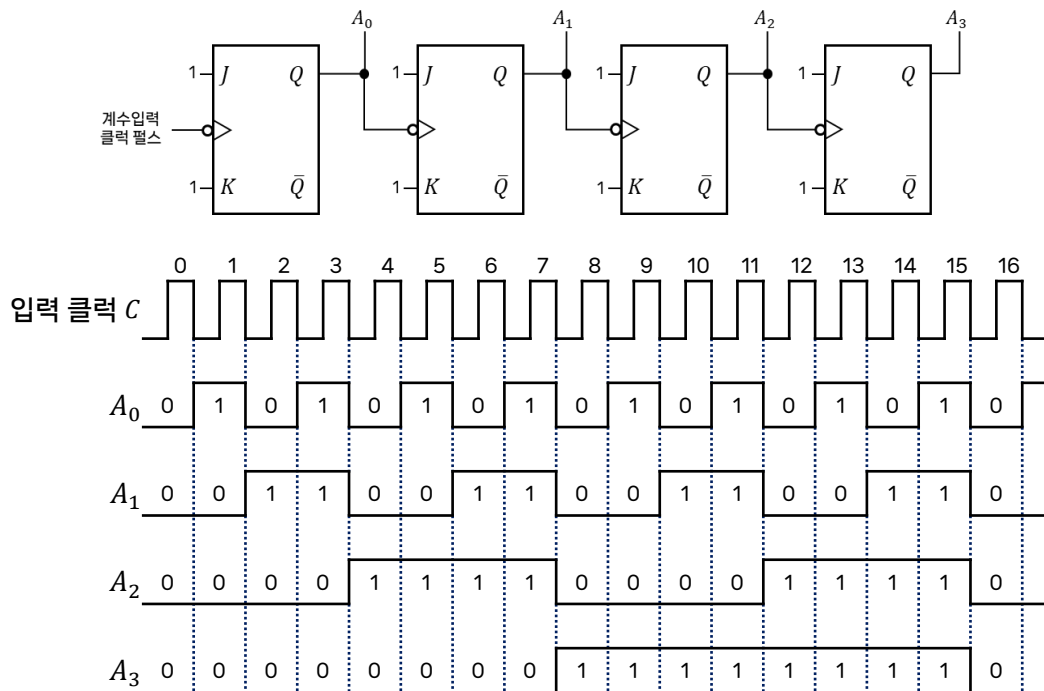 A₀ A₁ A₂ A₃
1 J Q 1 J Q 1 J Q 1 J Q
계수입력
클럭 펄스
1 K Q̅ 1 K Q̅ 1 K Q̅ 1 K Q̅
0 1 2 3 4 5 6 7 8 9 10 11 12 13 14 15 16
입력 클럭 C
A₀ 0 1 0 1 0 1 0 1 0 1 0 1 0 1 0 1 0
A₁ 0 0 1 1 0 0 1 1 0 0 1 1 0 0 1 1 0
A₂ 0 0 0 0 1 1 1 1 0 0 0 0 1 1 1 1 0
A₃ 0 0 0 0 0 0 0 0 1 1 1 1 1 1 1 1 0